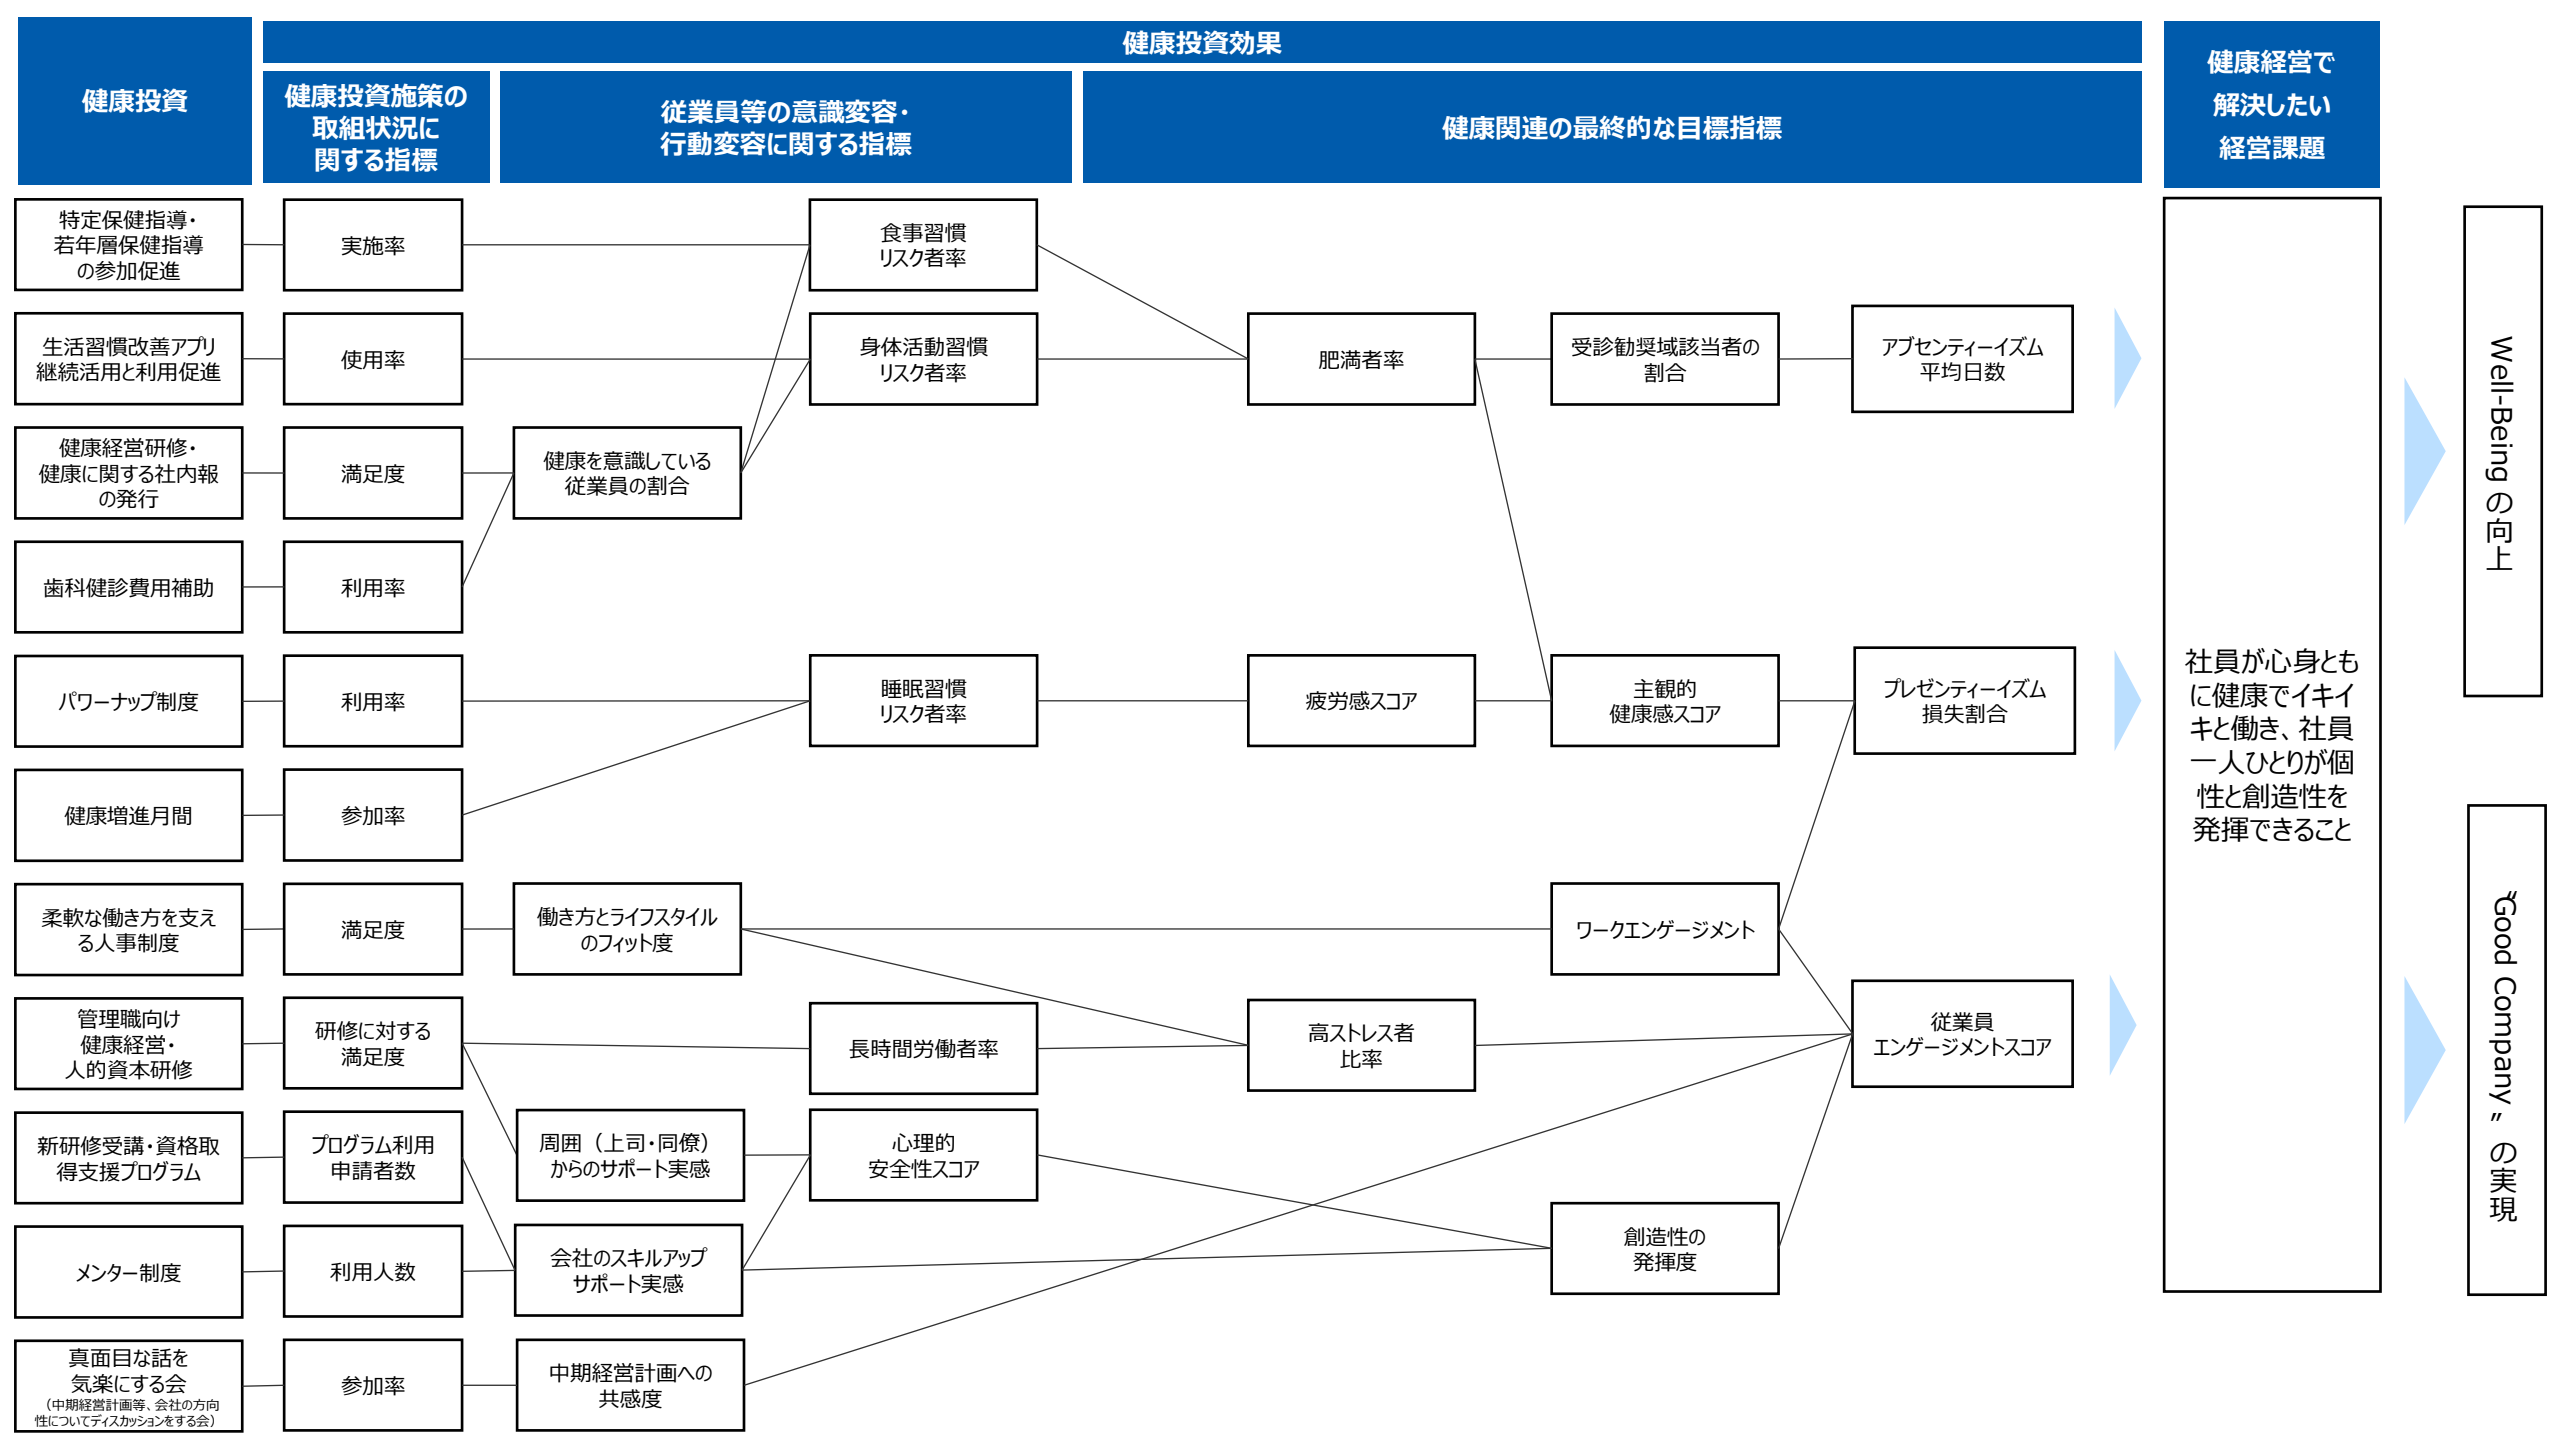 健康投資
健康投資効果
健康投資施策の
取組状況に
関する指標
従業員等の意識変容・
行動変容に関する指標
健康関連の最終的な目標指標
健康経営で
解決したい
経営課題
特定保健指導・
若年層保健指導
の参加促進
実施率
食事習慣
リスク者率
生活習慣改善アプリ
継続活用と利用促進
使用率
身体活動習慣
リスク者率
肥満者率
受診勧奨域該当者の
割合
アブセンティーイズム
平均日数
健康経営研修・
健康に関する社内報
の発行
満足度
健康を意識している
従業員の割合
歯科健診費用補助
利用率
パワーナップ制度
利用率
睡眠習慣
リスク者率
疲労感スコア
主観的
健康感スコア
プレゼンティーイズム
損失割合
健康増進月間
参加率
柔軟な働き方を支え
る人事制度
満足度
働き方とライフスタイル
のフィット度
ワークエンゲージメント
管理職向け
健康経営・
人的資本研修
研修に対する
満足度
長時間労働者率
高ストレス者
比率
従業員
エンゲージメントスコア
新研修受講・資格取
得支援プログラム
プログラム利用
申請者数
周囲（上司・同僚）
からのサポート実感
心理的
安全性スコア
メンター制度
利用人数
会社のスキルアップ
サポート実感
創造性の
発揮度
真面目な話を
気楽にする会
（中期経営計画等、会社の方向
性についてディスカッションをする会）
参加率
中期経営計画への
共感度
社員が心身とも
に健康でイキイ
キと働き、社員
一人ひとりが個
性と創造性を
発揮できること
Well-Being の向上
“Good Company” の実現